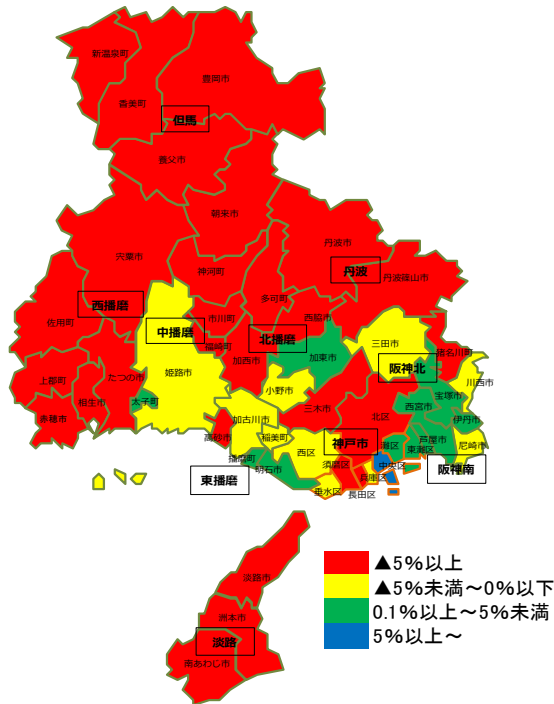 新温泉町
豊岡市
香美町
但馬
養父市
朝来市
宍粟市
丹波市
神河町
丹波
丹波篠山市
多可町
西播磨
佐用町
中播磨
市川町
西脇市
北播磨
福崎町
加西市
加東市
三田市
猪名川町
阪神北
上郡町
たつの市
姫路市
川西市
相生市
太子町
小野市
宝塚市
赤穂市
三木市
北区
西宮市
加古川市
伊丹市
高砂市
稲美町
神戸市
芦屋市
尼崎市
西区
灘区
東灘区
播磨町
須磨区
中央区
東播磨
明石市
兵庫区
阪神南
垂水区
長田区
淡路市
洲本市
淡路
南あわじ市
▲5%以上
▲5%未満～0%以下
0.1%以上～5%未満
5%以上～